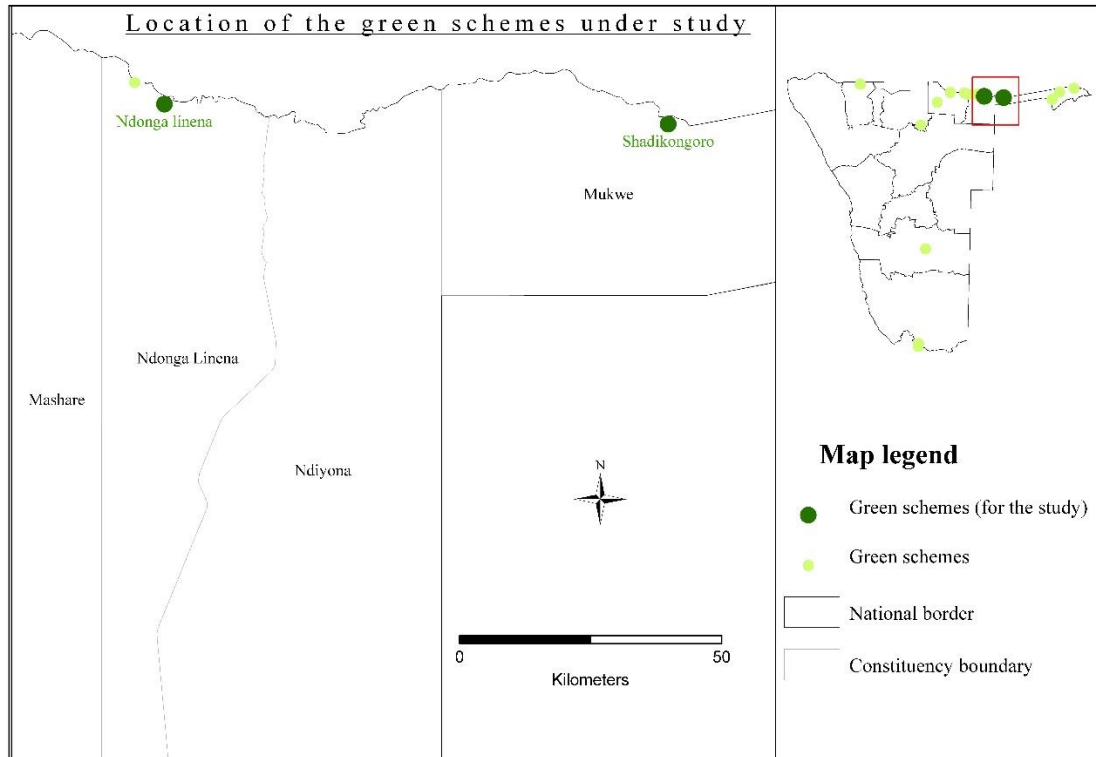 Location of the green schemes under study
Ndonga linena
Shadikongoro
Mukwe
Ndonga Linena
Mashare
Ndiyona
N
0
50
Kilometers
Map legend
Green schemes (for the study)
Green schemes
National border
Constituency boundary